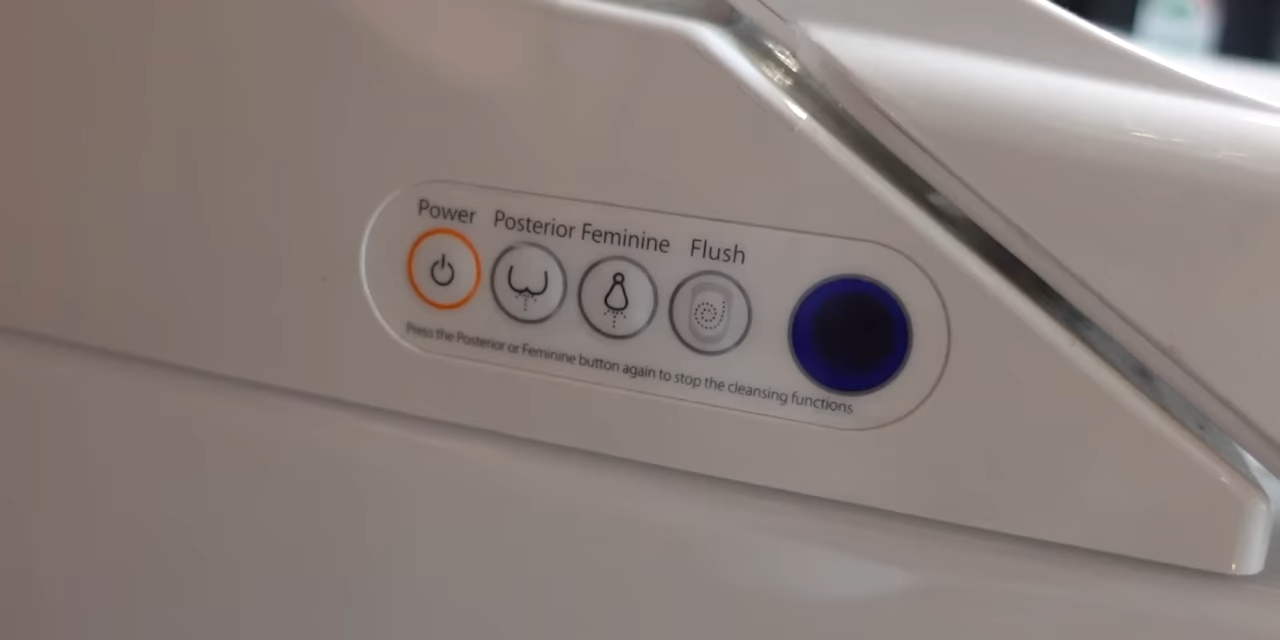 Power Posterior Feminine Flush
Press the Posterior or Feminine button again to stop the cleansing functions